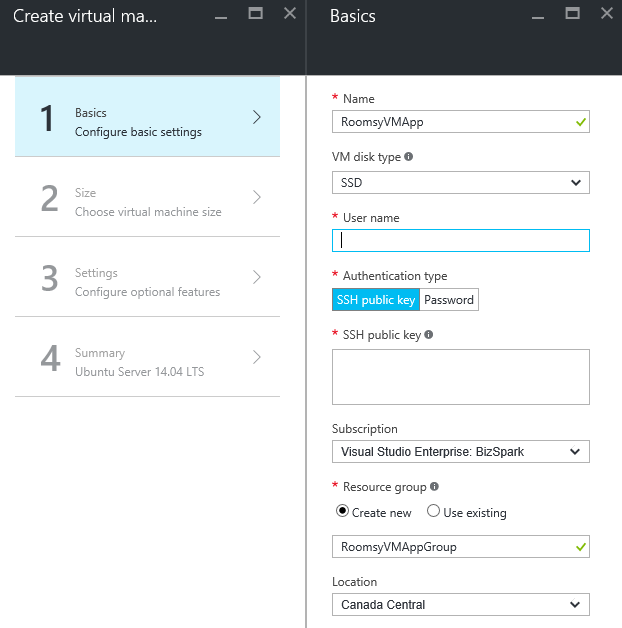 Create virtual ma...
1
Basics
Configure basic settings
2
Size
Choose virtual machine size
3
Settings
Configure optional features
4
Summary
Ubuntu Server 14.04 LTS
Basics
* Name
RoomsyVMApp
VM disk type
SSD
* User name
* Authentication type
SSH public key Password
* SSH public key
Subscription
Visual Studio Enterprise: BizSpark
* Resource group
Create new Use existing
RoomsyVMAppGroup
Location
Canada Central